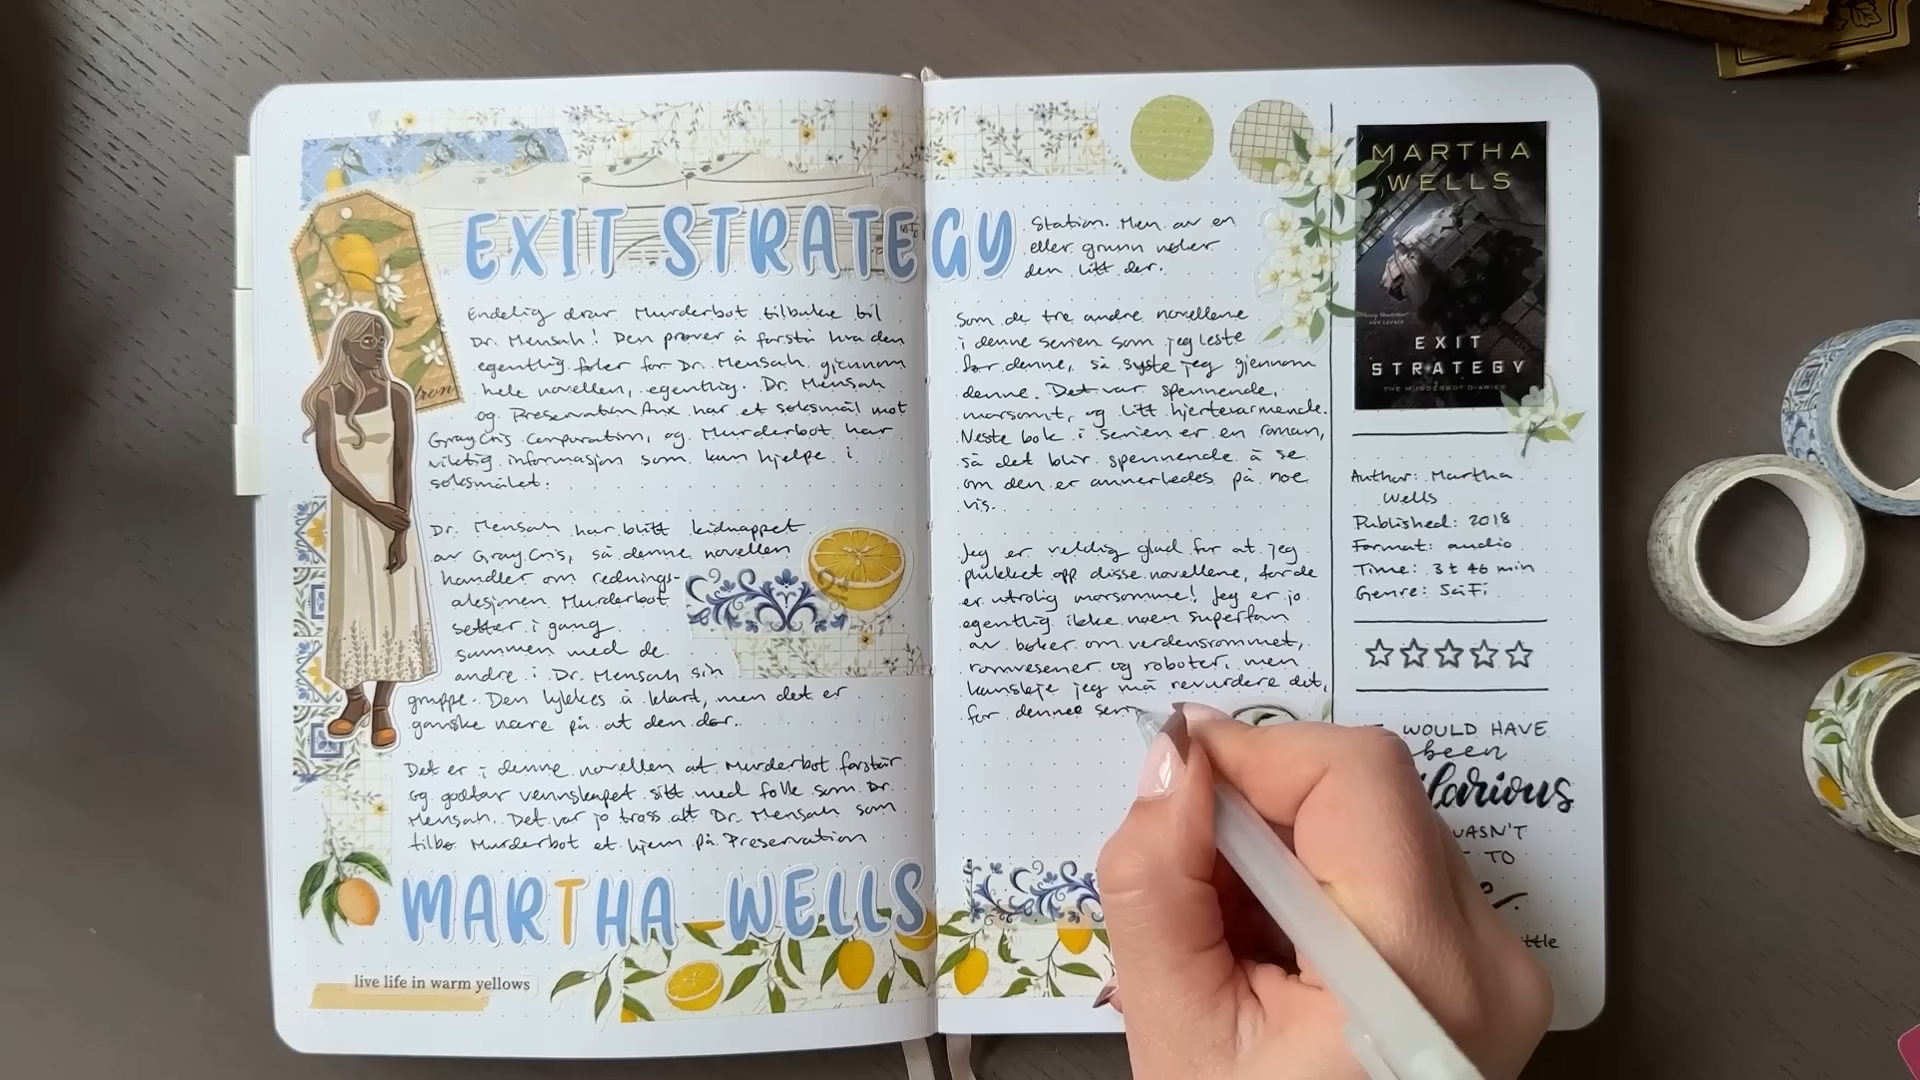 EXIT STRATEGY
Endelig drar Murderbot tilbake til
Dr. Mensah! Den prøver å forstå hva den
egentlig føler for Dr. Mensah gjennom
hele novellen, egentlig. Dr. Mensah
og Preservation Aux har et søksmål mot
GrayCris Corporation, og Murderbot har
viktig informasjon som kan hjelpe i
søksmålet.
Dr. Mensah har blitt kidnappet
av GrayCris, så denne novellen
handler om rednings-
aksjonen Murderbot
setter i gang
sammen med de
andre i Dr. Mensah sin
gruppe. Den lykkes å klart, men det er
ganske nære på at den dør.
Det er i denne novellen at Murderbot forstår
og godtar vennskapet sitt med folk som Dr.
Mensah. Det var jo tross alt Dr. Mensah som
tilbø Murderbot et hjem på Preservation
MARTHA WELLS
live life in warm yellows
Station. Men av en
eller grunn nøler
den litt der.
Som de tre andre novellene
i denne serien som jeg leste
før denne, så syste jeg gjennom
denne. Det var spennende,
morsomt, og litt hjertevarmende.
Neste bok i serien er en roman,
så det blir spennende å se
om den er annerledes på noe
vis.
Jeg er veldig glad for at jeg
plukket opp disse novellene, for de
er utrolig morsomme! Jeg er jo
egentlig ikke noen superfan
av bøker om verdensrommet,
romvesener og roboter, men
kanskje jeg må revurdere det,
for denne seri
MARTHA
WELLS
EXIT
STRATEGY
THE MURDERBOT DIARIES
Author: Martha
Wells
Published: 2018
Format: audio
Time: 3t 46 min
Genre: SciFi
WOULD HAVE
been
larious
WASN'T
TO
ittle